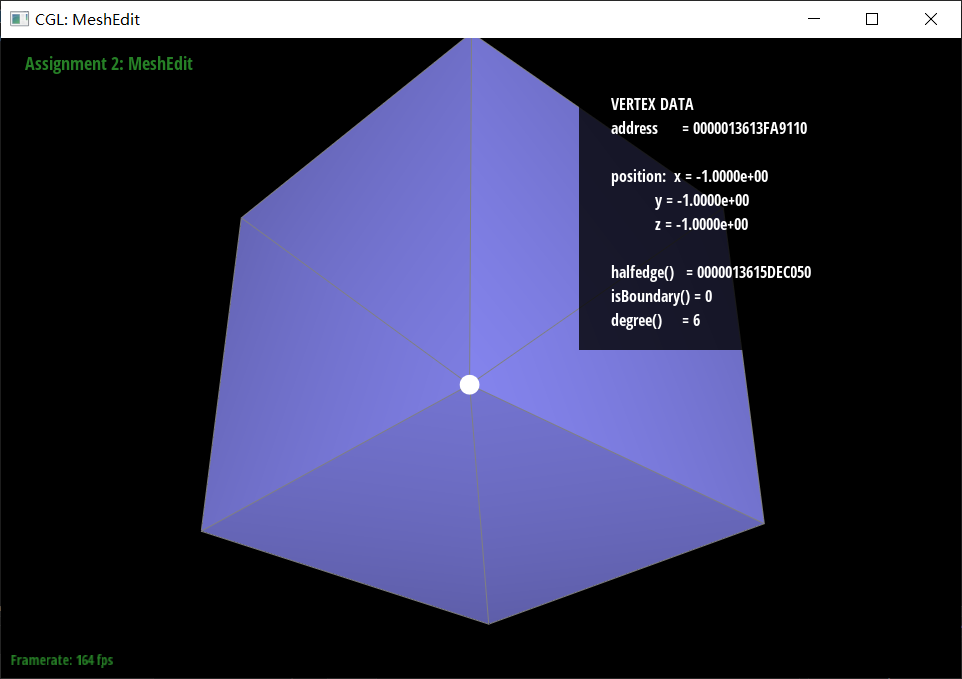 CGL: MeshEdit
Assignment 2: MeshEdit
VERTEX DATA
address = 0000013613FA9110
position: x = -1.0000e+00
y = -1.0000e+00
z = -1.0000e+00
halfedge() = 0000013615DEC050
isBoundary() = 0
degree() = 6
Framerate: 164 fps